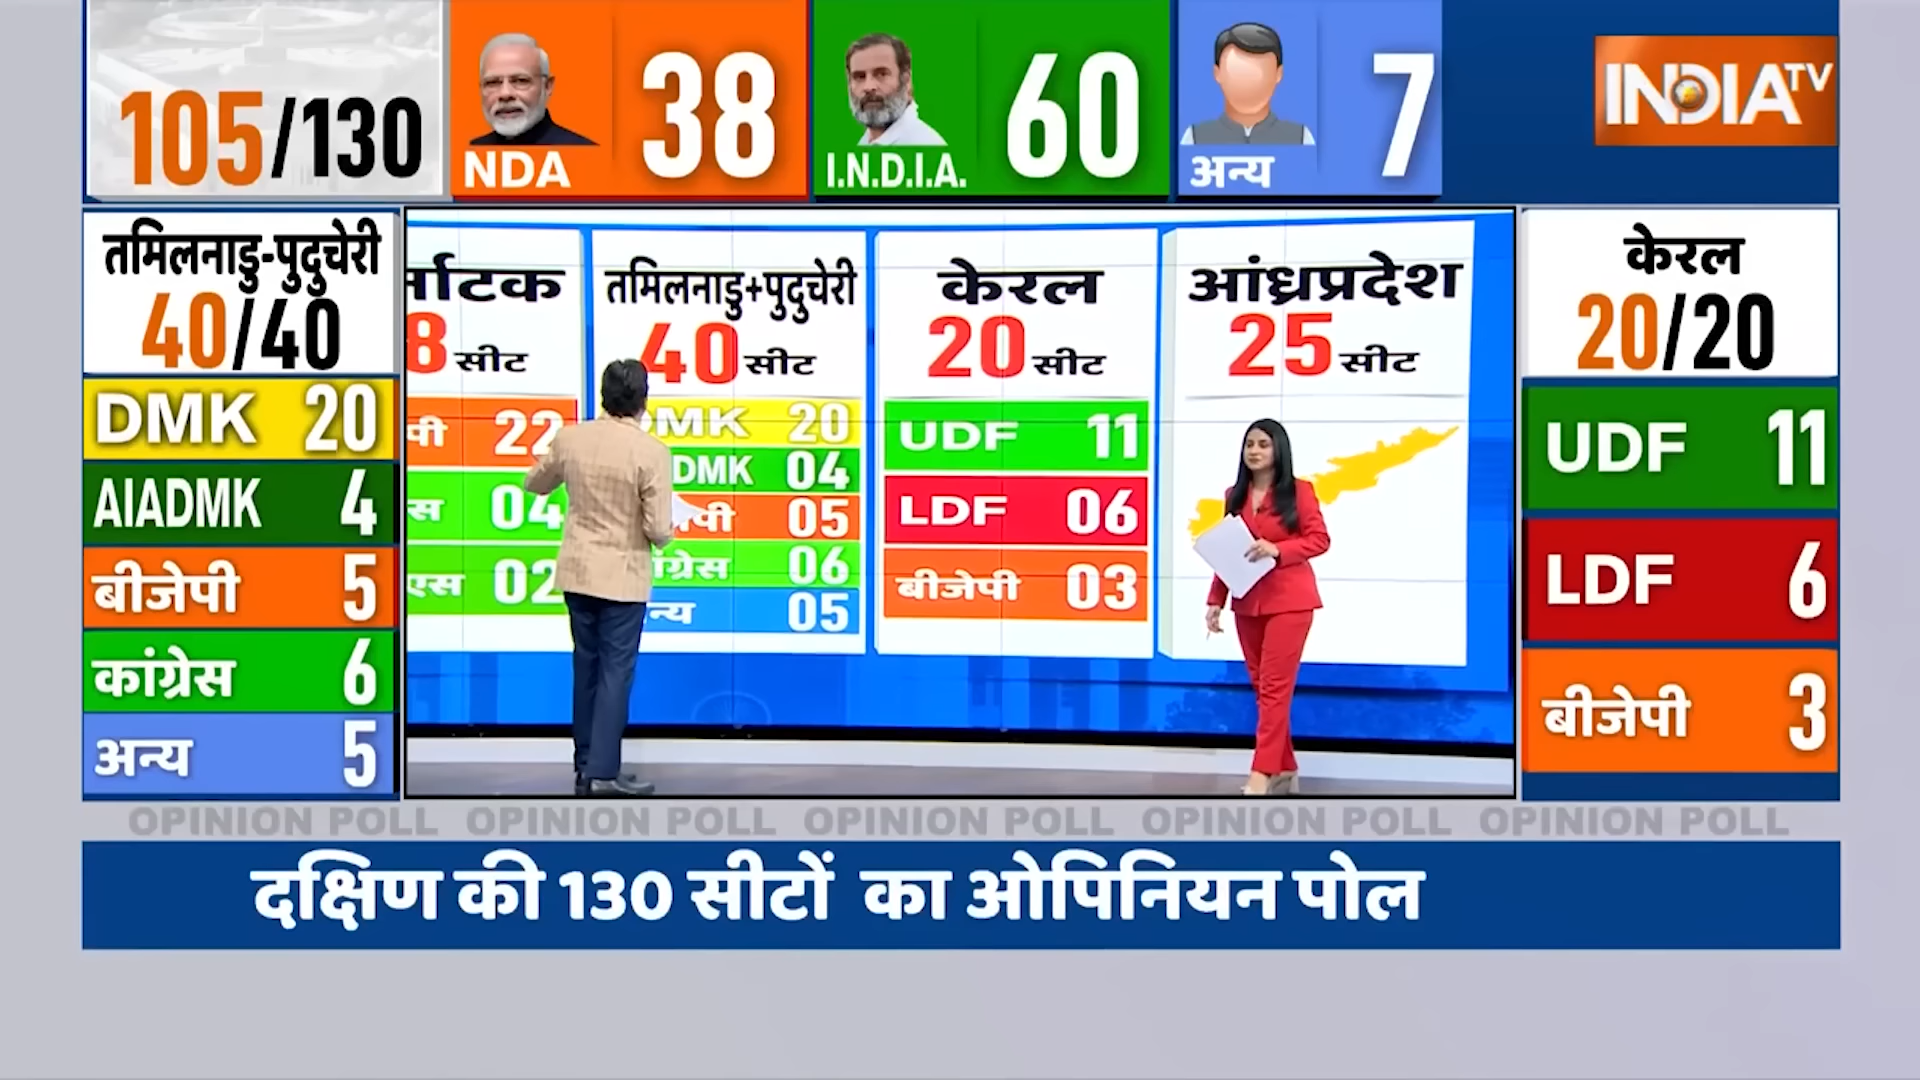 105/130
NDA 38
I.N.D.I.A. 60
अन्य 7
INDIA TV
तमिलनाडु-पुदुचेरी
40/40
DMK 20
AIADMK 4
बीजेपी 5
कांग्रेस 6
अन्य 5
8 सीट
22
04
02
तमिलनाडु+पुदुचेरी
40 सीट
MK 20
DMK 04
05
06
05
केरल
20 सीट
UDF 11
LDF 06
बीजेपी 03
आंध्रप्रदेश
25 सीट
केरल
20/20
UDF 11
LDF 6
बीजेपी 3
OPINION POLL OPINION POLL OPINION POLL OPINION POLL OPINION POLL
दक्षिण की 130 सीटों का ओपिनियन पोल